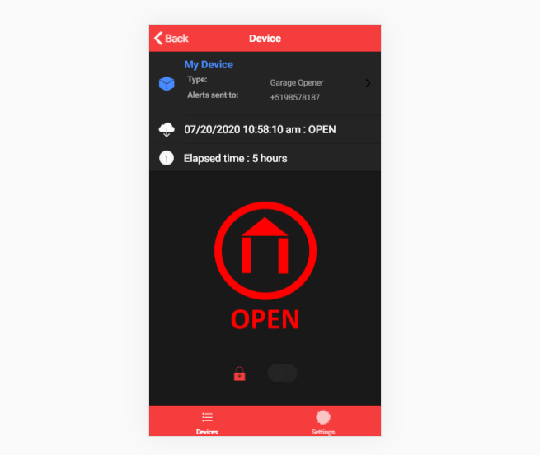 Back
Device
My Device
Type: Garage Opener
Alerts sent to: +5198578187
07/20/2020 10:58:10 am : OPEN
Elapsed time : 5 hours
OPEN
Devices
Settings